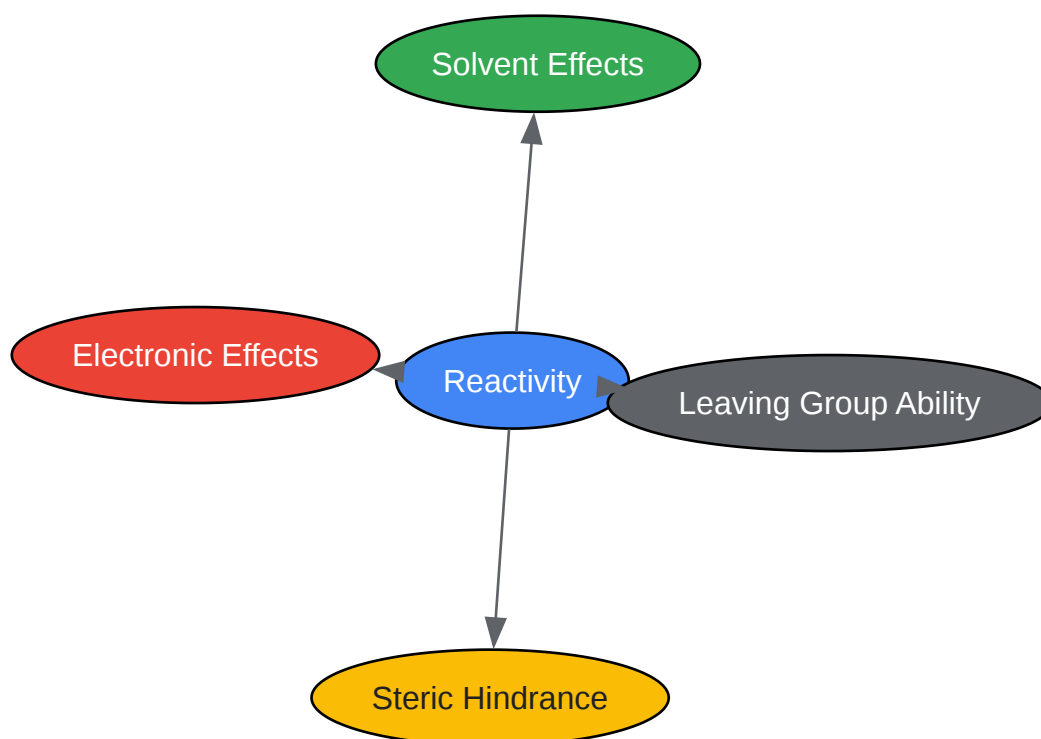 Solvent Effects
Electronic Effects
Reactivity
Leaving Group Ability
Steric Hindrance